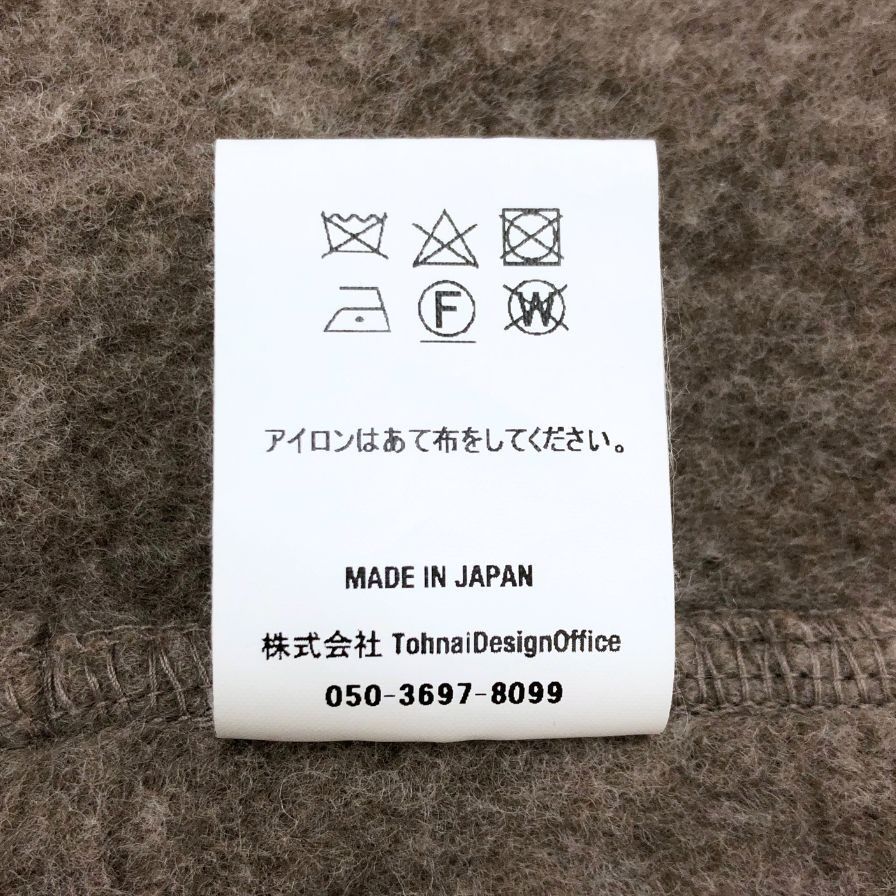 F W
アイロンはあて布をしてください。
MADE IN JAPAN
株式会社 TohnaiDesignOffice
050-3697-8099